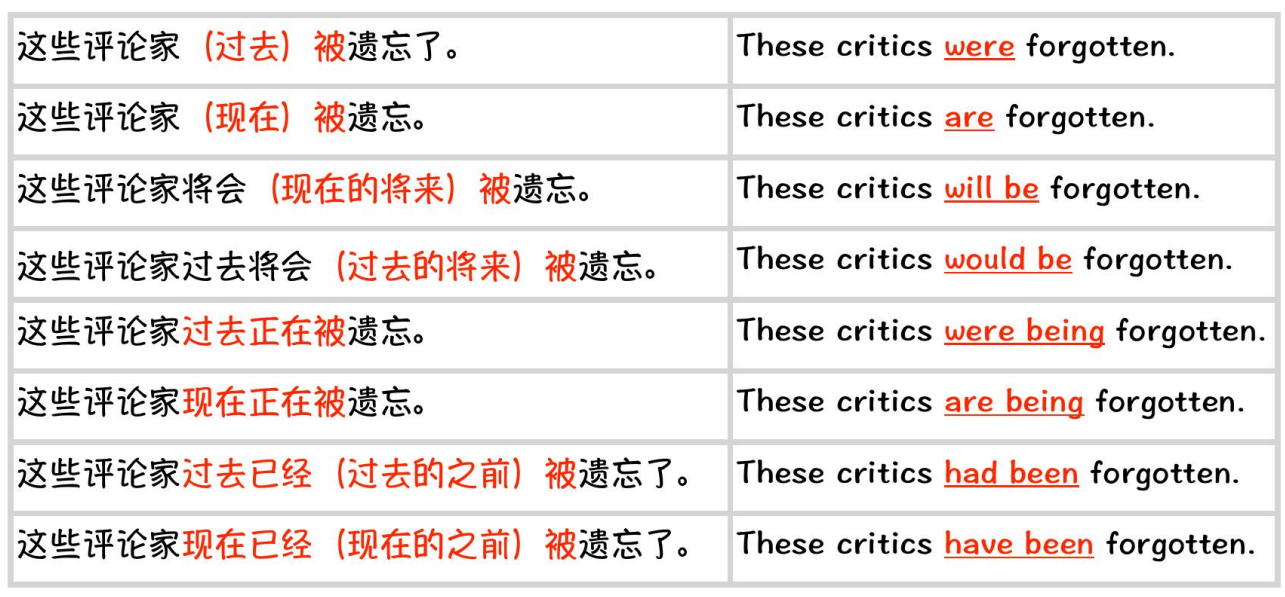 这些评论家（过去）被遗忘了。 These critics were forgotten.
这些评论家（现在）被遗忘。 These critics are forgotten.
这些评论家将会（现在的将来）被遗忘。 These critics will be forgotten.
这些评论家过去将会（过去的将来）被遗忘。 These critics would be forgotten.
这些评论家过去正在被遗忘。 These critics were being forgotten.
这些评论家现在正在被遗忘。 These critics are being forgotten.
这些评论家过去已经（过去的之前）被遗忘了。 These critics had been forgotten.
这些评论家现在已经（现在的之前）被遗忘了。 These critics have been forgotten.